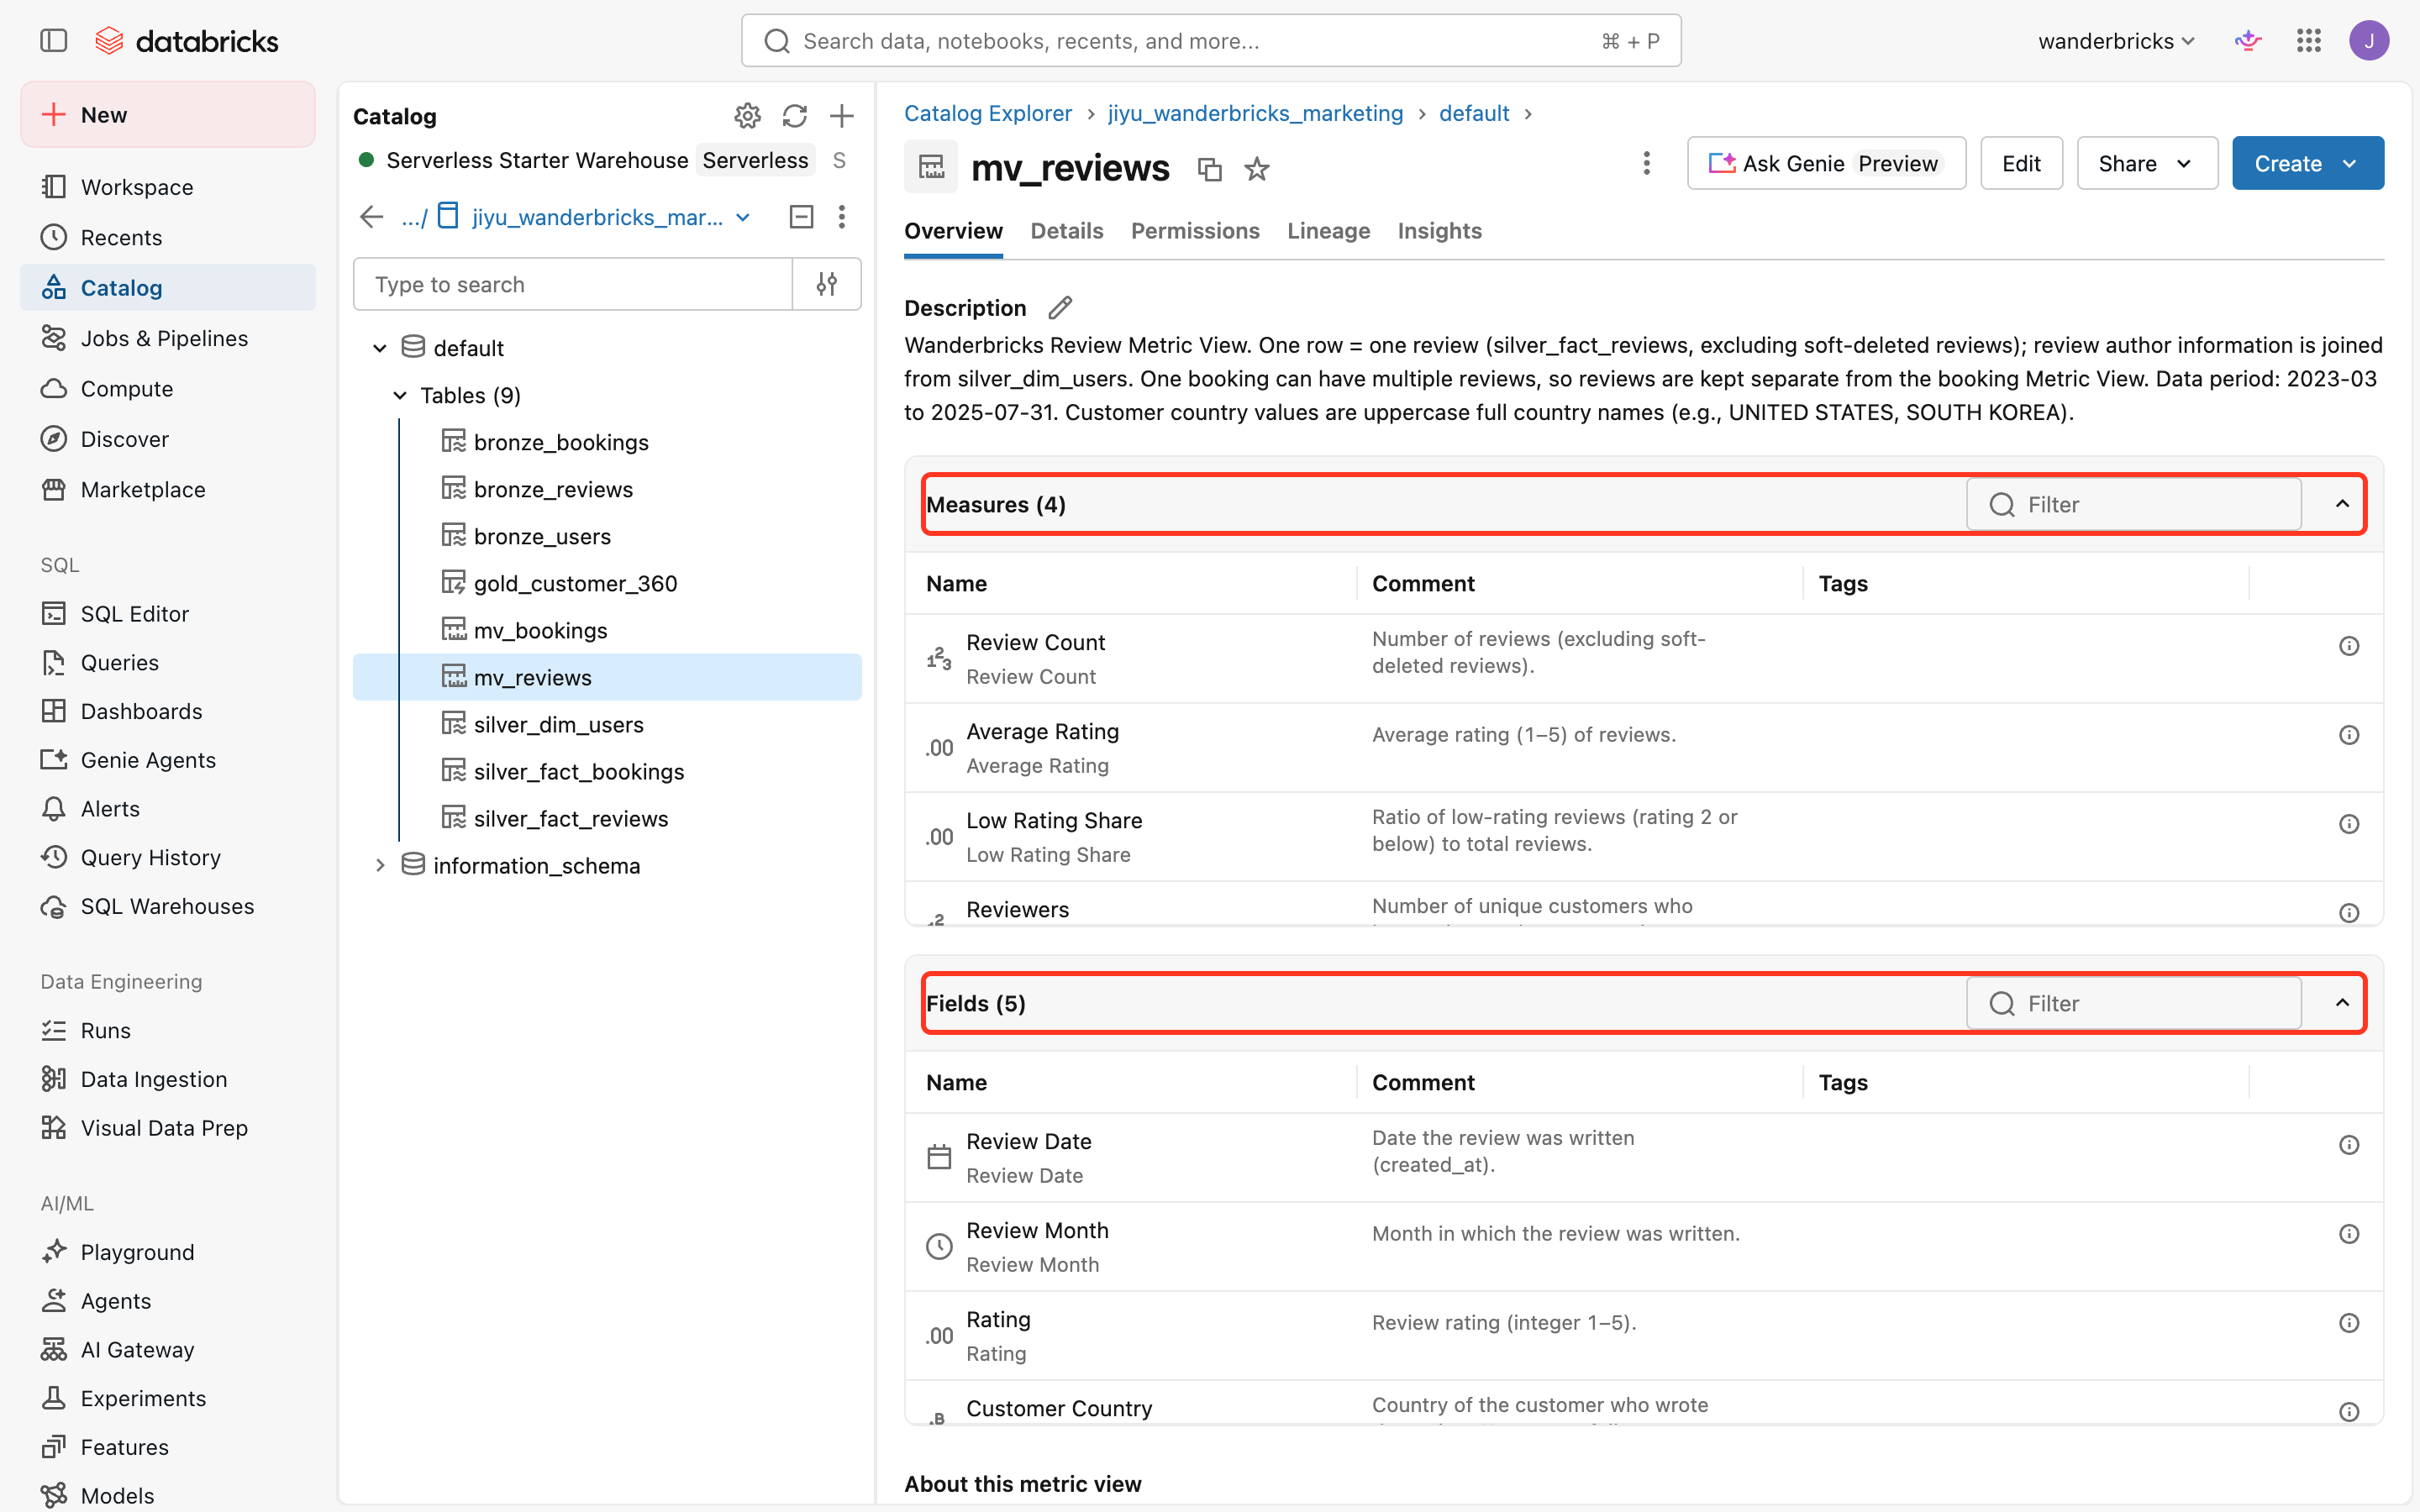 databricks
Search data, notebooks, recents, and more...
⌘ + P
wanderbricks
J
New
Workspace
Recents
Catalog
Jobs & Pipelines
Compute
Discover
Marketplace
SQL
SQL Editor
Queries
Dashboards
Genie Agents
Alerts
Query History
SQL Warehouses
Data Engineering
Runs
Data Ingestion
Visual Data Prep
AI/ML
Playground
Agents
AI Gateway
Experiments
Features
Models
Catalog
Serverless Starter Warehouse Serverless S
.../ jiyu_wanderbricks_mar...
Type to search
default
Tables (9)
bronze_bookings
bronze_reviews
bronze_users
gold_customer_360
mv_bookings
mv_reviews
silver_dim_users
silver_fact_bookings
silver_fact_reviews
information_schema
Catalog Explorer › jiyu_wanderbricks_marketing › default ›
mv_reviews
Ask Genie Preview
Edit
Share
Create
Overview Details Permissions Lineage Insights
Description
Wanderbricks Review Metric View. One row = one review (silver_fact_reviews, excluding soft-deleted reviews); review author information is joined
from silver_dim_users. One booking can have multiple reviews, so reviews are kept separate from the booking Metric View. Data period: 2023-03
to 2025-07-31. Customer country values are uppercase full country names (e.g., UNITED STATES, SOUTH KOREA).
Measures (4)
Filter
Name Comment Tags
Review Count
Review Count
Number of reviews (excluding soft-
deleted reviews).
.00
Average Rating
Average Rating
Average rating (1–5) of reviews.
.00
Low Rating Share
Low Rating Share
Ratio of low-rating reviews (rating 2 or
below) to total reviews.
Reviewers
Number of unique customers who
Fields (5)
Filter
Name Comment Tags
Review Date
Review Date
Date the review was written
(created_at).
Review Month
Review Month
Month in which the review was written.
.00
Rating
Rating
Review rating (integer 1–5).
Customer Country
Country of the customer who wrote
About this metric view